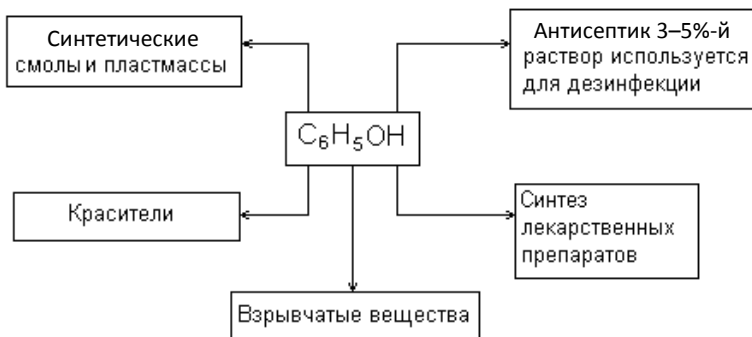 Синтетические
смолы и пластмассы
Антисептик 3–5%-й
раствор используется
для дезинфекции
C₆H₅OH
Красители
Синтез
лекарственных
препаратов
Взрывчатые вещества